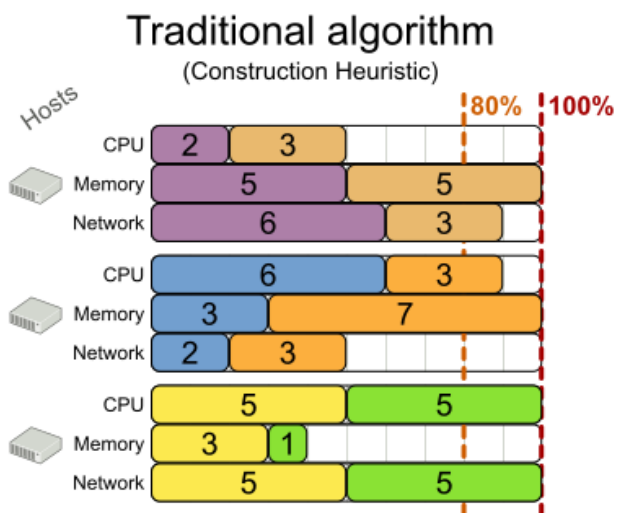 Traditional algorithm
(Construction Heuristic)
Hosts
80% 100%
CPU 2 3
Memory 5 5
Network 6 3
CPU 6 3
Memory 3 7
Network 2 3
CPU 5 5
Memory 3 1
Network 5 5